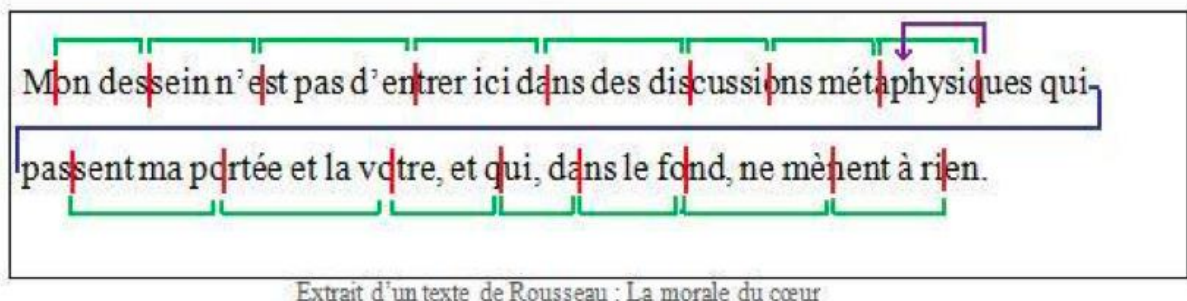 Mon dessein n'est pas d'entrer ici dans des discussions métaphysiques qui
passent ma portée et la votre, et qui, dans le fond, ne mènent à rien.
Extrait d'un texte de Rousseau : La morale du cœur